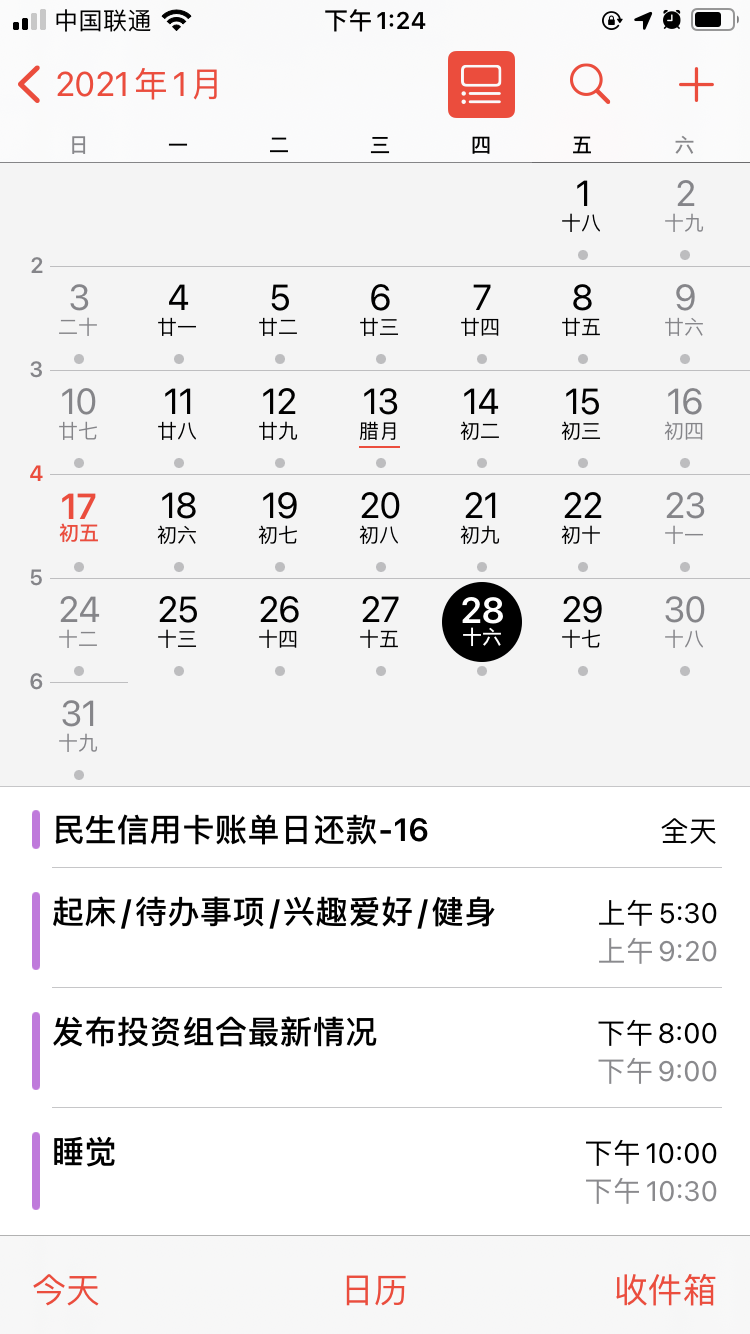 中国联通 下午1:24
2021年1月
日 一 二 三 四 五 六
1 2
十八 十九
2
3 4 5 6 7 8 9
二十 廿一 廿二 廿三 廿四 廿五 廿六
3
10 11 12 13 14 15 16
廿七 廿八 廿九 腊月 初二 初三 初四
4
17 18 19 20 21 22 23
初五 初六 初七 初八 初九 初十 十一
5
24 25 26 27 28 29 30
十二 十三 十四 十五 十六 十七 十八
6
31
十九
民生信用卡账单日还款-16 全天
起床/待办事项/兴趣爱好/健身 上午5:30
上午9:20
发布投资组合最新情况 下午8:00
下午9:00
睡觉 下午10:00
下午10:30
今天 日历 收件箱